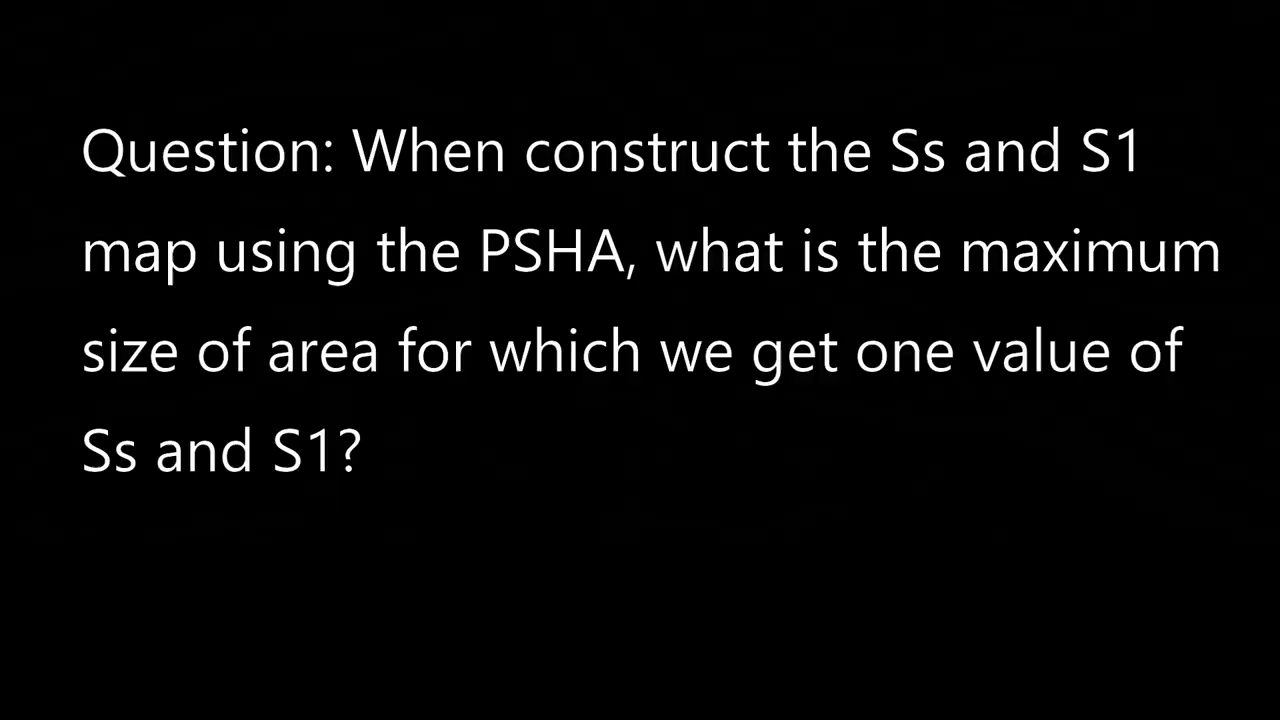 Question: When construct the Ss and S1
map using the PSHA, what is the maximum
size of area for which we get one value of
Ss and S1?